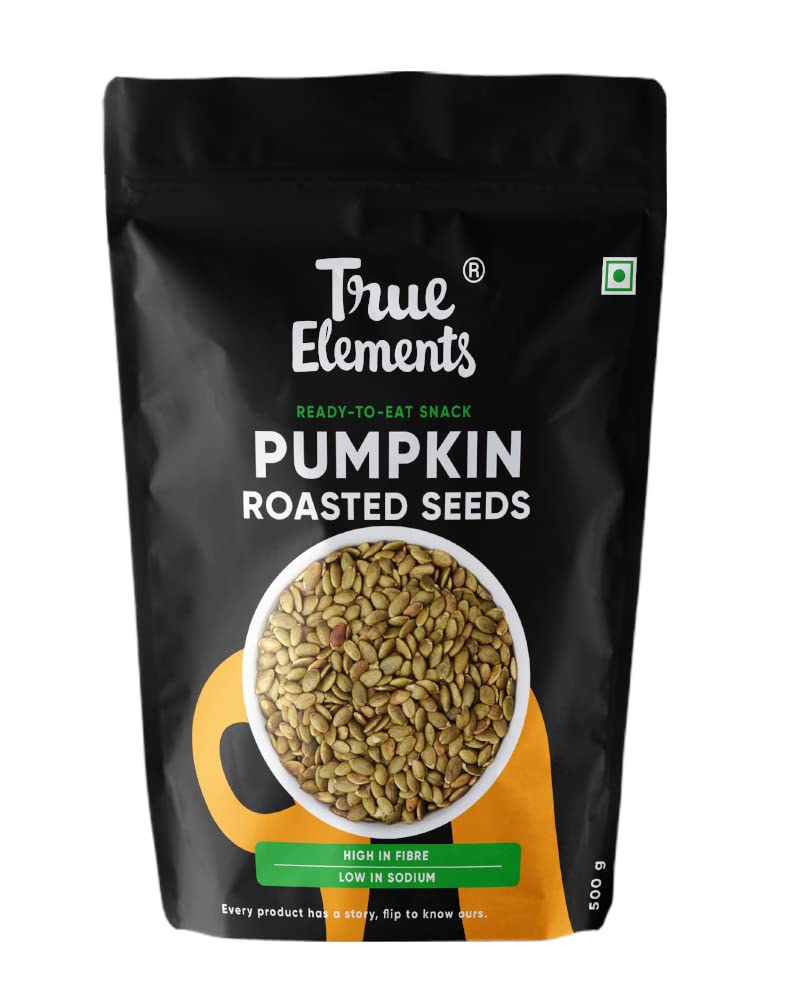 True ®
Elements
READY-TO-EAT SNACK
PUMPKIN
ROASTED SEEDS
HIGH IN FIBRE
LOW IN SODIUM
Every product has a story, flip to know ours.
500 g